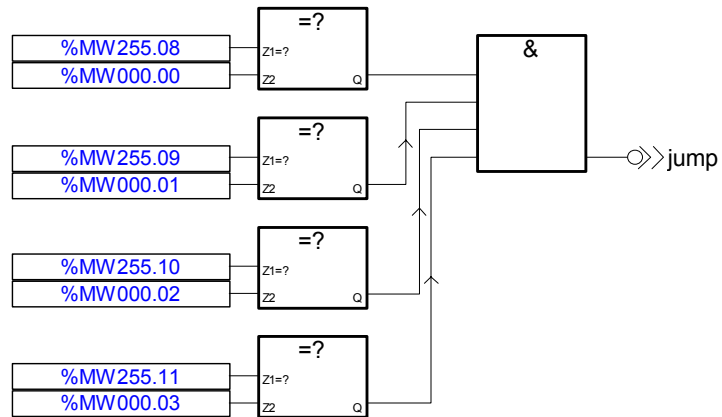 =?
&
%MW255.08
Z1=?
%MW000.00
Z2
Q
=?
%MW255.09
Z1=?
jump
%MW000.01
Z2
Q
=?
%MW255.10
Z1=?
%MW000.02
Z2
Q
=?
%MW255.11
Z1=?
%MW000.03
Z2
Q